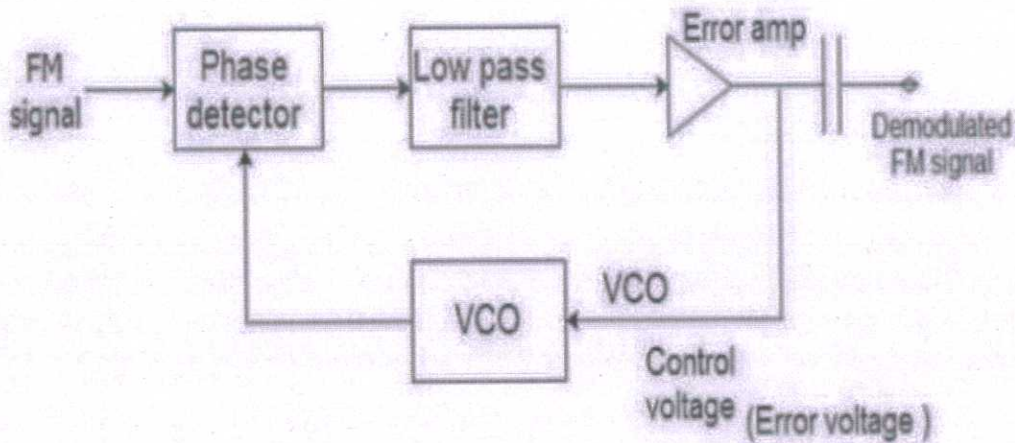 FM
signal
Phase
detector
Low pass
filter
Error amp
Demodulated
FM signal
VCO
VCO
Control
voltage (Error voltage )